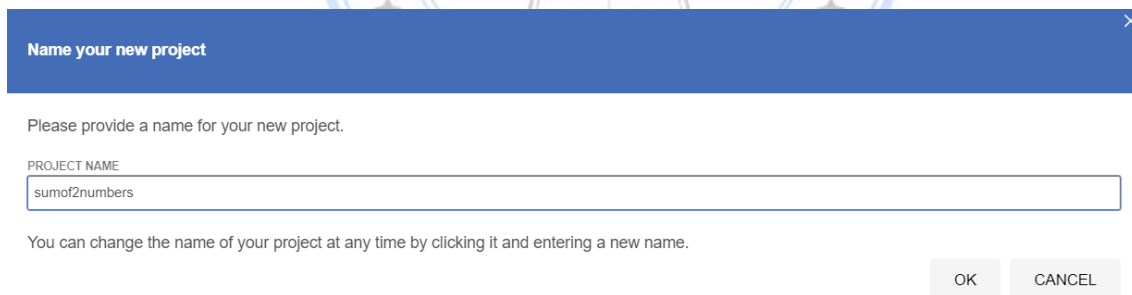 Name your new project
Please provide a name for your new project.
PROJECT NAME
sumof2numbers
You can change the name of your project at any time by clicking it and entering a new name.
OK CANCEL